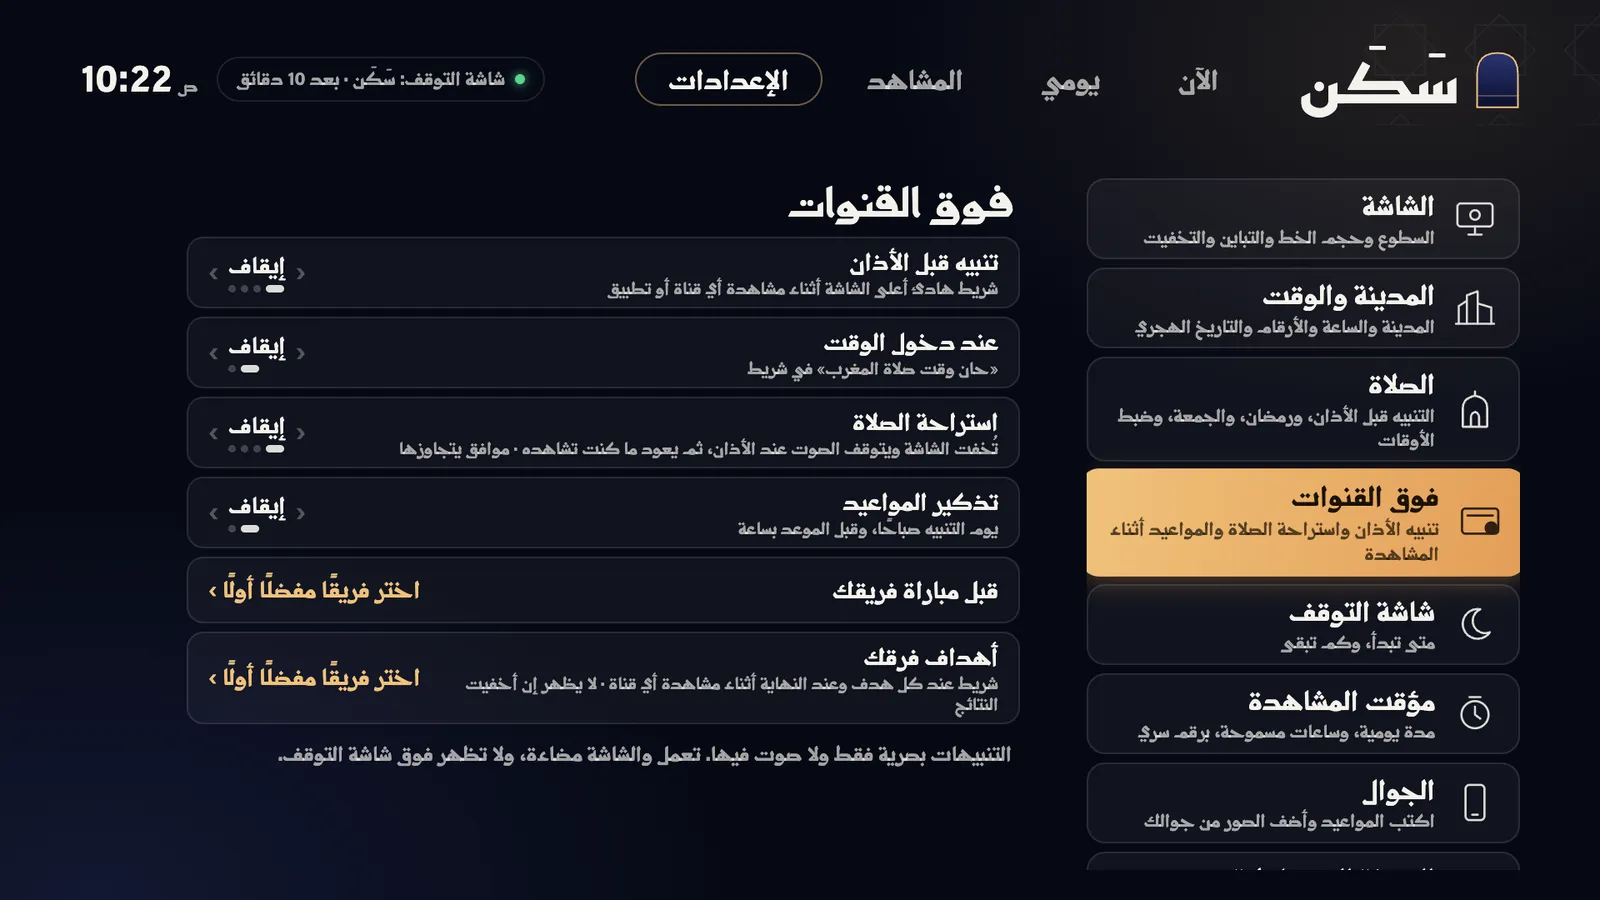 سَكَن
الآن
يومي
المشاهد
الإعدادات
شاشة التوقف: سَكَن · بعد 10 دقائق
10:22 ص
الشاشة
السطوع وحجم الخط والتباين والتخفيت
المدينة والوقت
المدينة والساعة والأرقام والتاريخ الهجري
الصلاة
التنبيه قبل الأذان، ورمضان، والجمعة، وضبط
الأوقات
فوق القنوات
تنبيه الأذان واستراحة الصلاة والمواعيد أثناء
المشاهدة
شاشة التوقف
متى تبدأ، وكم تبقى
مؤقت المشاهدة
مدة يومية، وساعات مسموحة، برقم سري
الجوال
اكتب المواعيد وأضف الصور من جوالك
فوق القنوات
تنبيه قبل الأذان
شريط هادئ أعلى الشاشة أثناء مشاهدة أي قناة أو تطبيق
‹ إيقاف ›
عند دخول الوقت
«حان وقت صلاة المغرب» في شريط
‹ إيقاف ›
استراحة الصلاة
تُخفت الشاشة ويتوقف الصوت عند الأذان، ثم يعود ما كنت تشاهده · موافق يتجاوزها
‹ إيقاف ›
تذكير المواعيد
يوم التنبيه صباحًا، وقبل الموعد بساعة
‹ إيقاف ›
قبل مباراة فريقك
اختر فريقًا مفضلًا أولًا ›
أهداف فرقك
شريط عند كل هدف وعند النهاية أثناء مشاهدة أي قناة · لا يظهر إن أخفيت
النتائج
اختر فريقًا مفضلًا أولًا ›
التنبيهات بصرية فقط ولا صوت فيها. تعمل والشاشة مضاءة، ولا تظهر فوق شاشة التوقف.